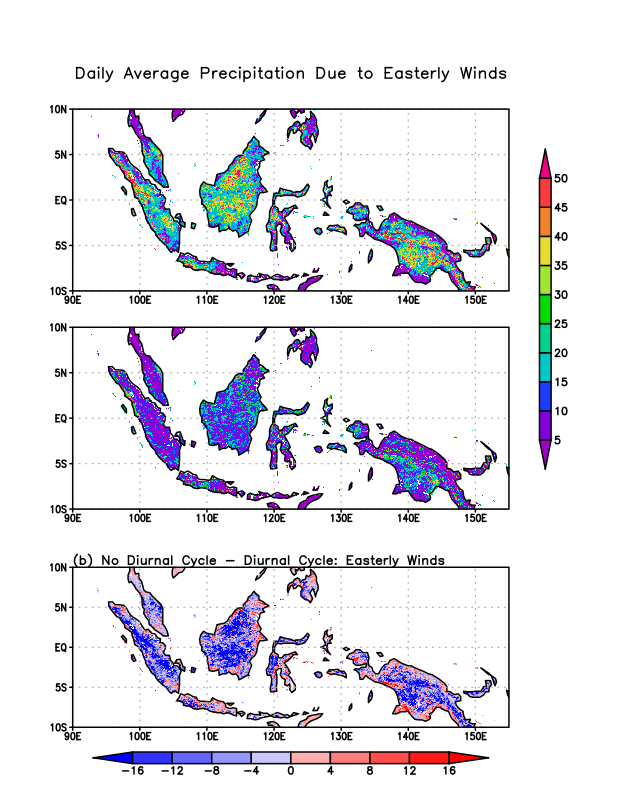 Daily Average Precipitation Due to Easterly Winds
10N
5N
EQ
5S
10S
90E 100E 110E 120E 130E 140E 150E
10N
5N
EQ
5S
10S
90E 100E 110E 120E 130E 140E 150E
50
45
40
35
30
25
20
15
10
5
(b) No Diurnal Cycle – Diurnal Cycle: Easterly Winds
10N
5N
EQ
5S
10S
90E 100E 110E 120E 130E 140E 150E
−16 −12 −8 −4 0 4 8 12 16